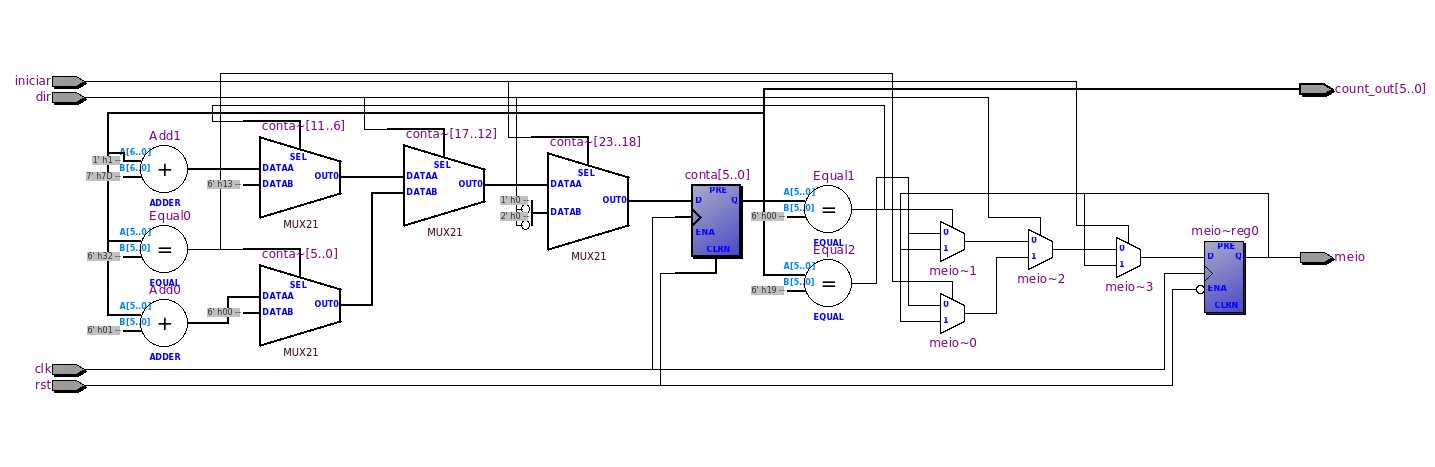 iniciar
dir
count_out[5..0]
conta~[11..6]
conta~[17..12]
conta~[23..18]
Add1
A[6..0]
1' h1 --
B[6..0]
7' h7D --
+
ADDER
SEL
DATAA
DATAB
OUT0
6' h13 --
MUX21
SEL
DATAA
DATAB
OUT0
MUX21
SEL
DATAA
DATAB
OUT0
1' h0 --
2' h0 --
MUX21
conta[5..0]
PRE
D
Q
ENA
CLRN
Equal1
A[5..0]
B[5..0]
6' h00 --
=
EQUAL
Equal2
A[5..0]
B[5..0]
6' h19 --
=
EQUAL
Equal0
A[5..0]
B[5..0]
6' h32 --
=
EQUAL
Add0
A[5..0]
B[5..0]
6' h01 --
+
ADDER
conta~[5..0]
SEL
DATAA
DATAB
OUT0
6' h00 --
MUX21
0
1
meio~1
0
1
meio~0
0
1
meio~2
0
1
meio~3
meio~reg0
PRE
D
Q
ENA
CLRN
meio
clk
rst